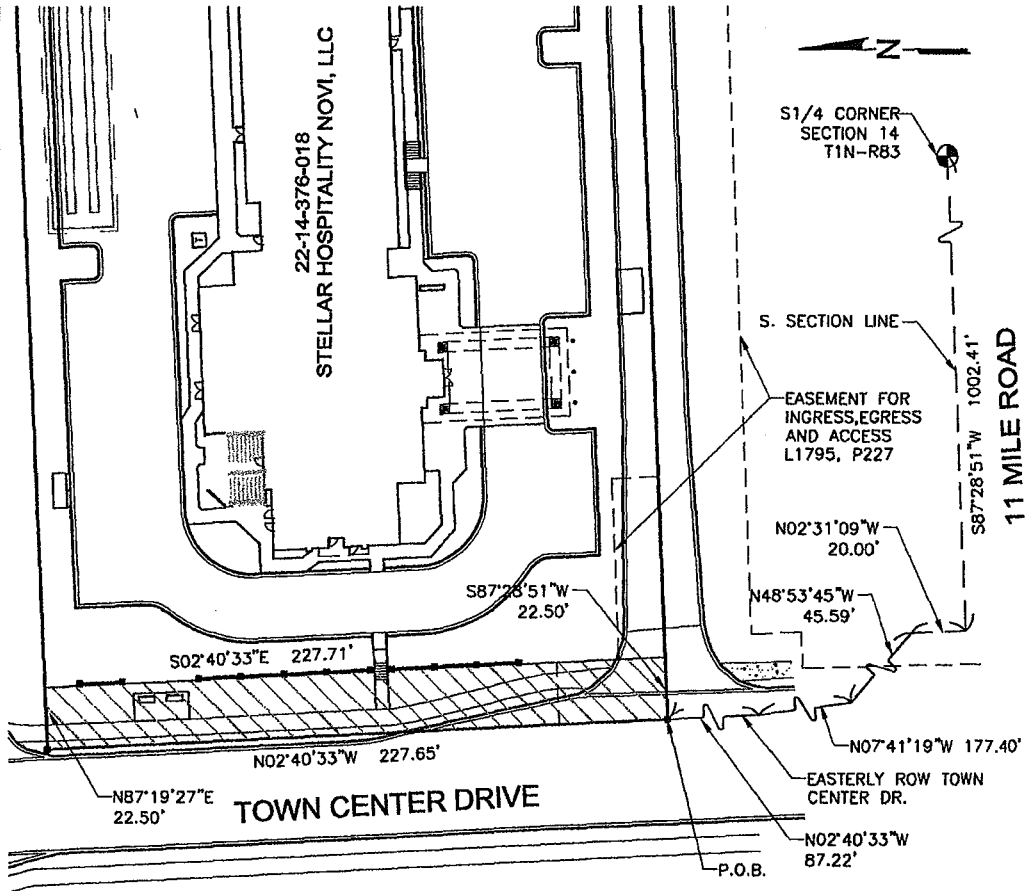 N
S1/4 CORNER
SECTION 14
T1N-R83
22-14-376-018
STELLAR HOSPITALITY NOVI, LLC
S. SECTION LINE
S87°28'51"W 1002.41'
11 MILE ROAD
EASEMENT FOR
INGRESS,EGRESS
AND ACCESS
L1795, P227
N02°31'09"W
20.00'
N48°53'45"W
45.59'
S87°28'51"W
22.50'
S02°40'33"E 227.71'
N02°40'33"W 227.65'
N87°19'27"E
22.50'
TOWN CENTER DRIVE
N07°41'19"W 177.40'
EASTERLY ROW TOWN
CENTER DR.
N02°40'33"W
87.22'
P.O.B.
T